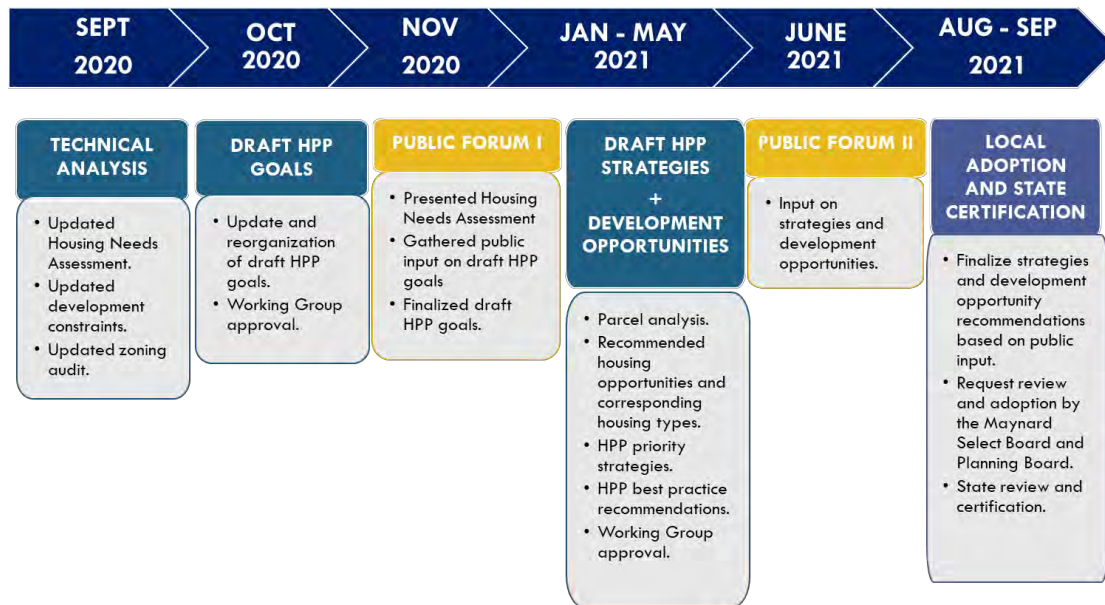 SEPT
2020
OCT
2020
NOV
2020
JAN - MAY
2021
JUNE
2021
AUG - SEP
2021
TECHNICAL
ANALYSIS
• Updated
Housing Needs
Assessment.
• Updated
development
constraints.
• Updated zoning
audit.
DRAFT HPP
GOALS
• Update and
reorganization
of draft HPP
goals.
• Working Group
approval.
PUBLIC FORUM I
• Presented Housing
Needs Assessment
• Gathered public
input on draft HPP
goals
• Finalized draft
HPP goals.
DRAFT HPP
STRATEGIES
+
DEVELOPMENT
OPPORTUNITIES
• Parcel analysis.
• Recommended
housing
opportunities and
corresponding
housing types.
• HPP priority
strategies.
• HPP best practice
recommendations.
• Working Group
approval.
PUBLIC FORUM II
• Input on
strategies and
development
opportunities.
LOCAL
ADOPTION
AND STATE
CERTIFICATION
• Finalize strategies
and development
opportunity
recommendations
based on public
input.
• Request review
and adoption by
the Maynard
Select Board and
Planning Board.
• State review and
certification.